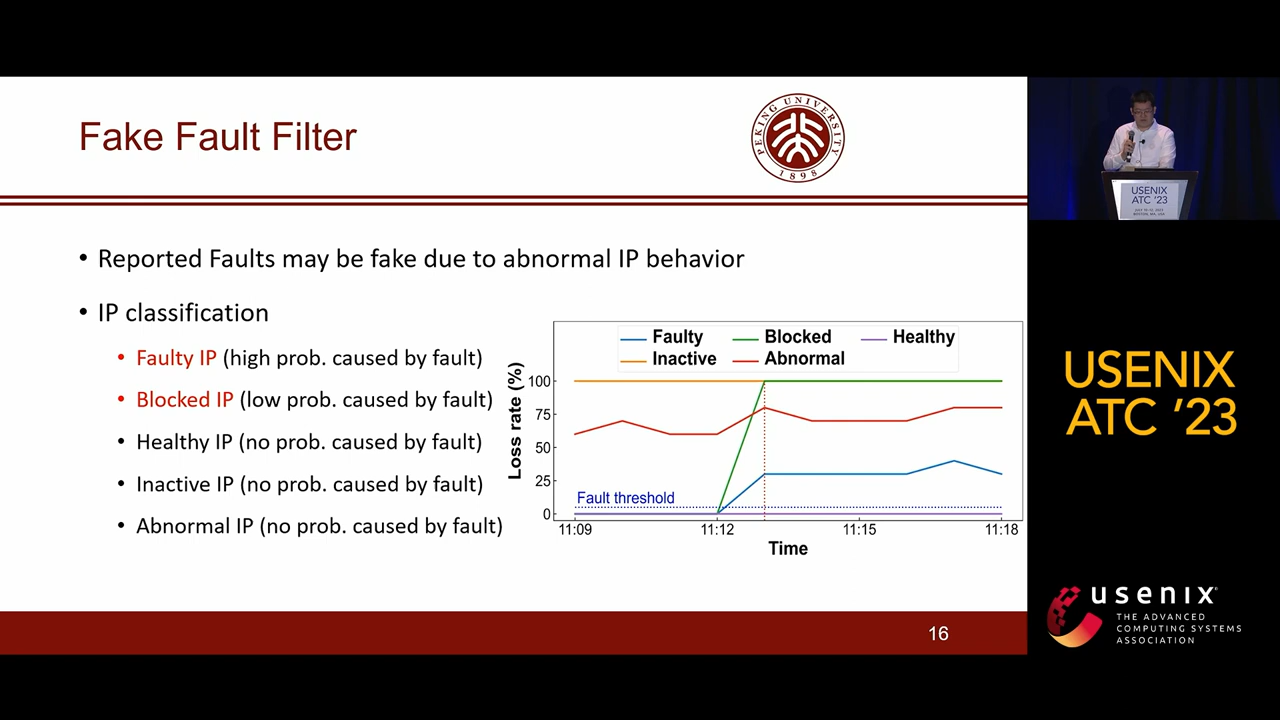 Fake Fault Filter
PEKING UNIVERSITY
1898
• Reported Faults may be fake due to abnormal IP behavior
• IP classification
• Faulty IP (high prob. caused by fault)
• Blocked IP (low prob. caused by fault)
• Healthy IP (no prob. caused by fault)
• Inactive IP (no prob. caused by fault)
• Abnormal IP (no prob. caused by fault)
Faulty Blocked Healthy
Inactive Abnormal
Loss rate (%)
100
75
50
25
0
Fault threshold
11:09 11:12 11:15 11:18
Time
16
USENIX
ATC '23
USENIX
ATC '23
usenix
THE ADVANCED
COMPUTING SYSTEMS
ASSOCIATION